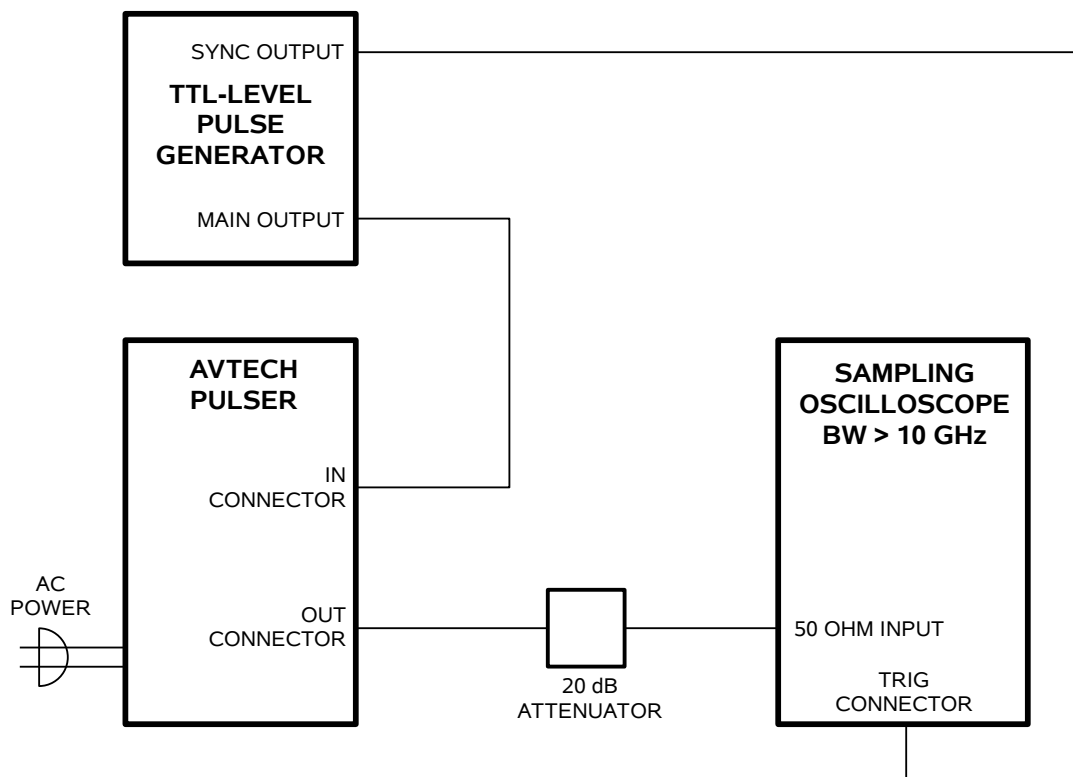 SYNC OUTPUT
TTL-LEVEL
PULSE
GENERATOR
MAIN OUTPUT
AVTECH
PULSER
IN
CONNECTOR
OUT
CONNECTOR
AC
POWER
20 dB
ATTENUATOR
SAMPLING
OSCILLOSCOPE
BW > 10 GHz
50 OHM INPUT
TRIG
CONNECTOR